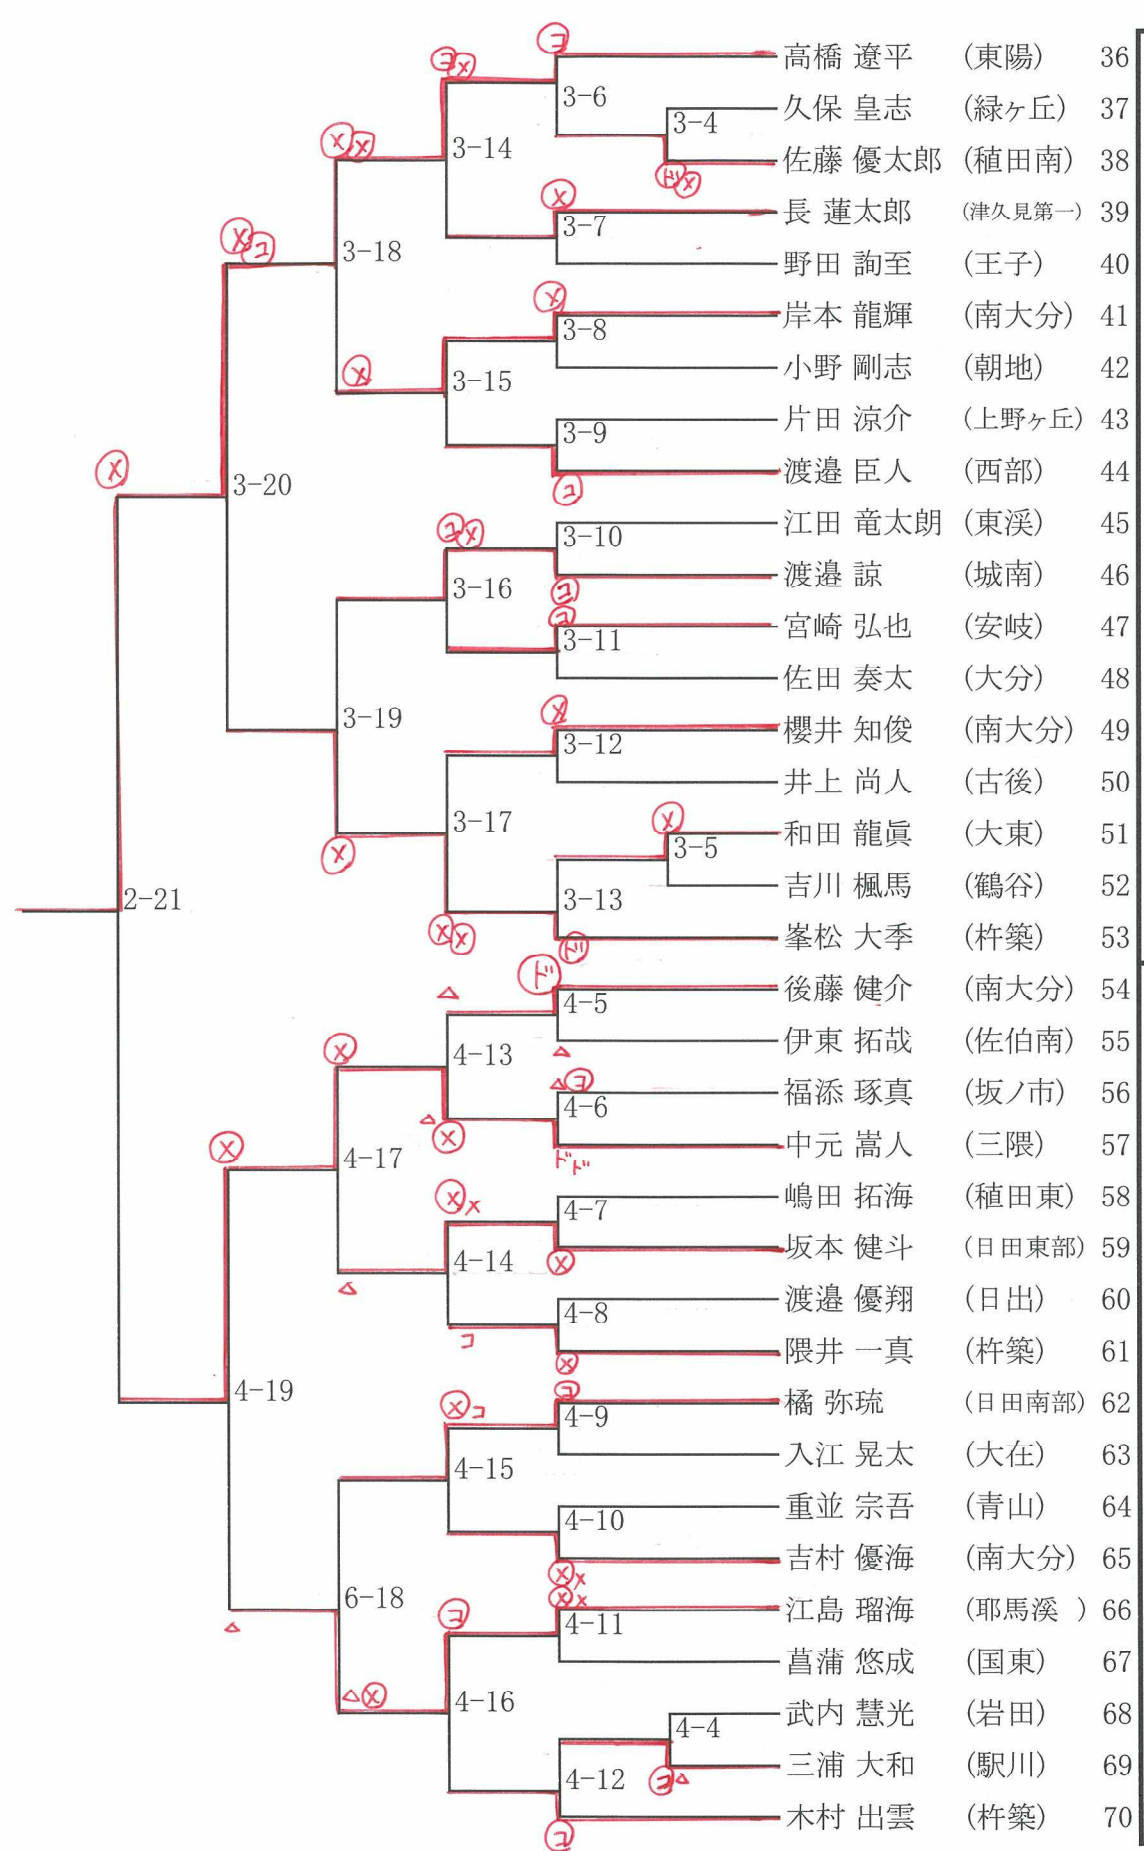 高橋 遼平 (東陽) 36
3-6
久保 皇志 (緑ヶ丘) 37
3-4
3-14
佐藤 優太郎 (稙田南) 38
長 蓮太郎 (津久見第一) 39
3-7
3-18
野田 詢至 (王子) 40
岸本 龍輝 (南大分) 41
3-8
小野 剛志 (朝地) 42
3-15
片田 涼介 (上野ヶ丘) 43
3-9
渡邉 臣人 (西部) 44
3-20
江田 竜太朗 (東渓) 45
3-10
渡邉 諒 (城南) 46
3-16
宮崎 弘也 (安岐) 47
3-11
佐田 奏太 (大分) 48
3-19
櫻井 知俊 (南大分) 49
3-12
井上 尚人 (古後) 50
3-17
和田 龍眞 (大東) 51
3-5
吉川 楓馬 (鶴谷) 52
3-13
2-21
峯松 大季 (杵築) 53
後藤 健介 (南大分) 54
4-5
伊東 拓哉 (佐伯南) 55
4-13
福添 琢真 (坂ノ市) 56
4-6
中元 嵩人 (三隈) 57
4-17
嶋田 拓海 (稙田東) 58
4-7
坂本 健斗 (日田東部) 59
4-14
渡邉 優翔 (日出) 60
4-8
隈井 一真 (杵築) 61
4-19
橘 弥琉 (日田南部) 62
4-9
入江 晃太 (大在) 63
4-15
重並 宗吾 (青山) 64
4-10
吉村 優海 (南大分) 65
6-18
江島 瑠海 (耶馬溪 ) 66
4-11
菖蒲 悠成 (国東) 67
4-16
武内 慧光 (岩田) 68
4-4
三浦 大和 (駅川) 69
4-12
木村 出雲 (杵築) 70